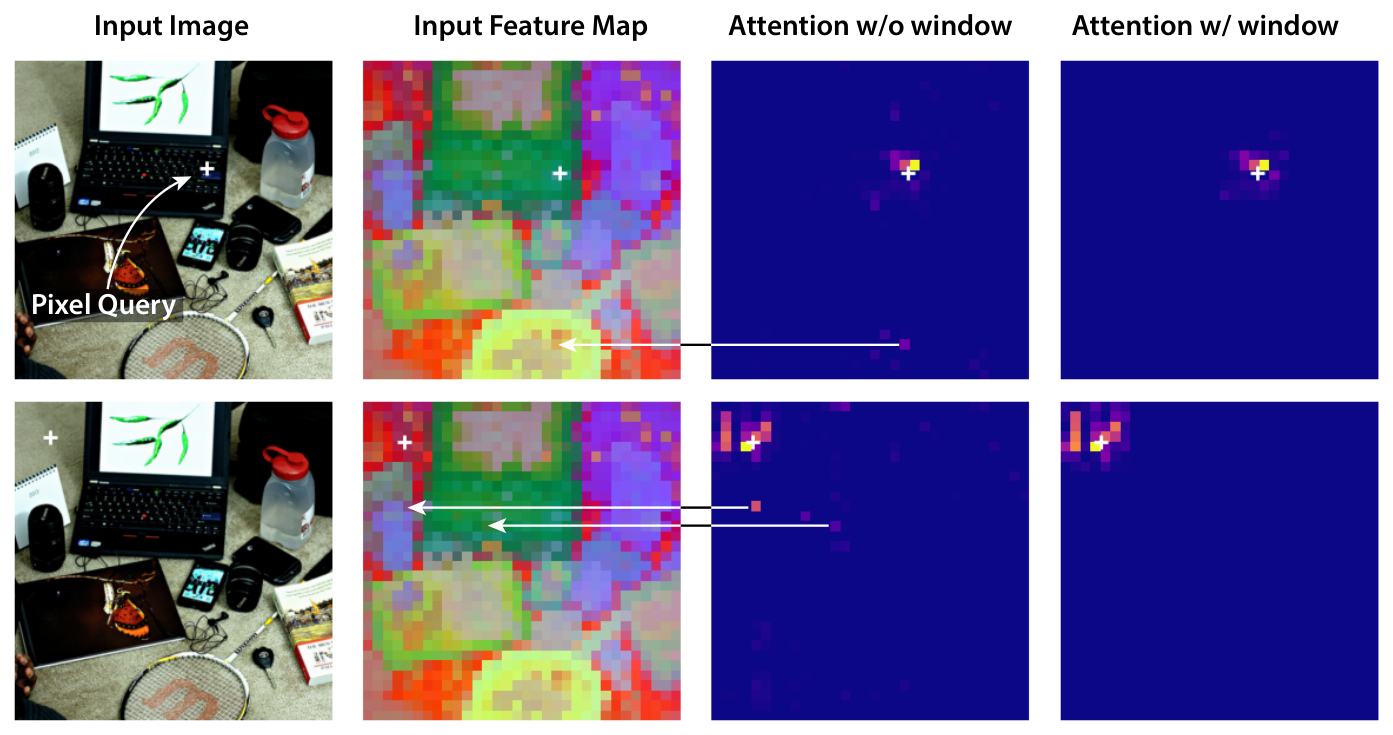 Input Image
Input Feature Map
Attention w/o window
Attention w/ window
Pixel Query